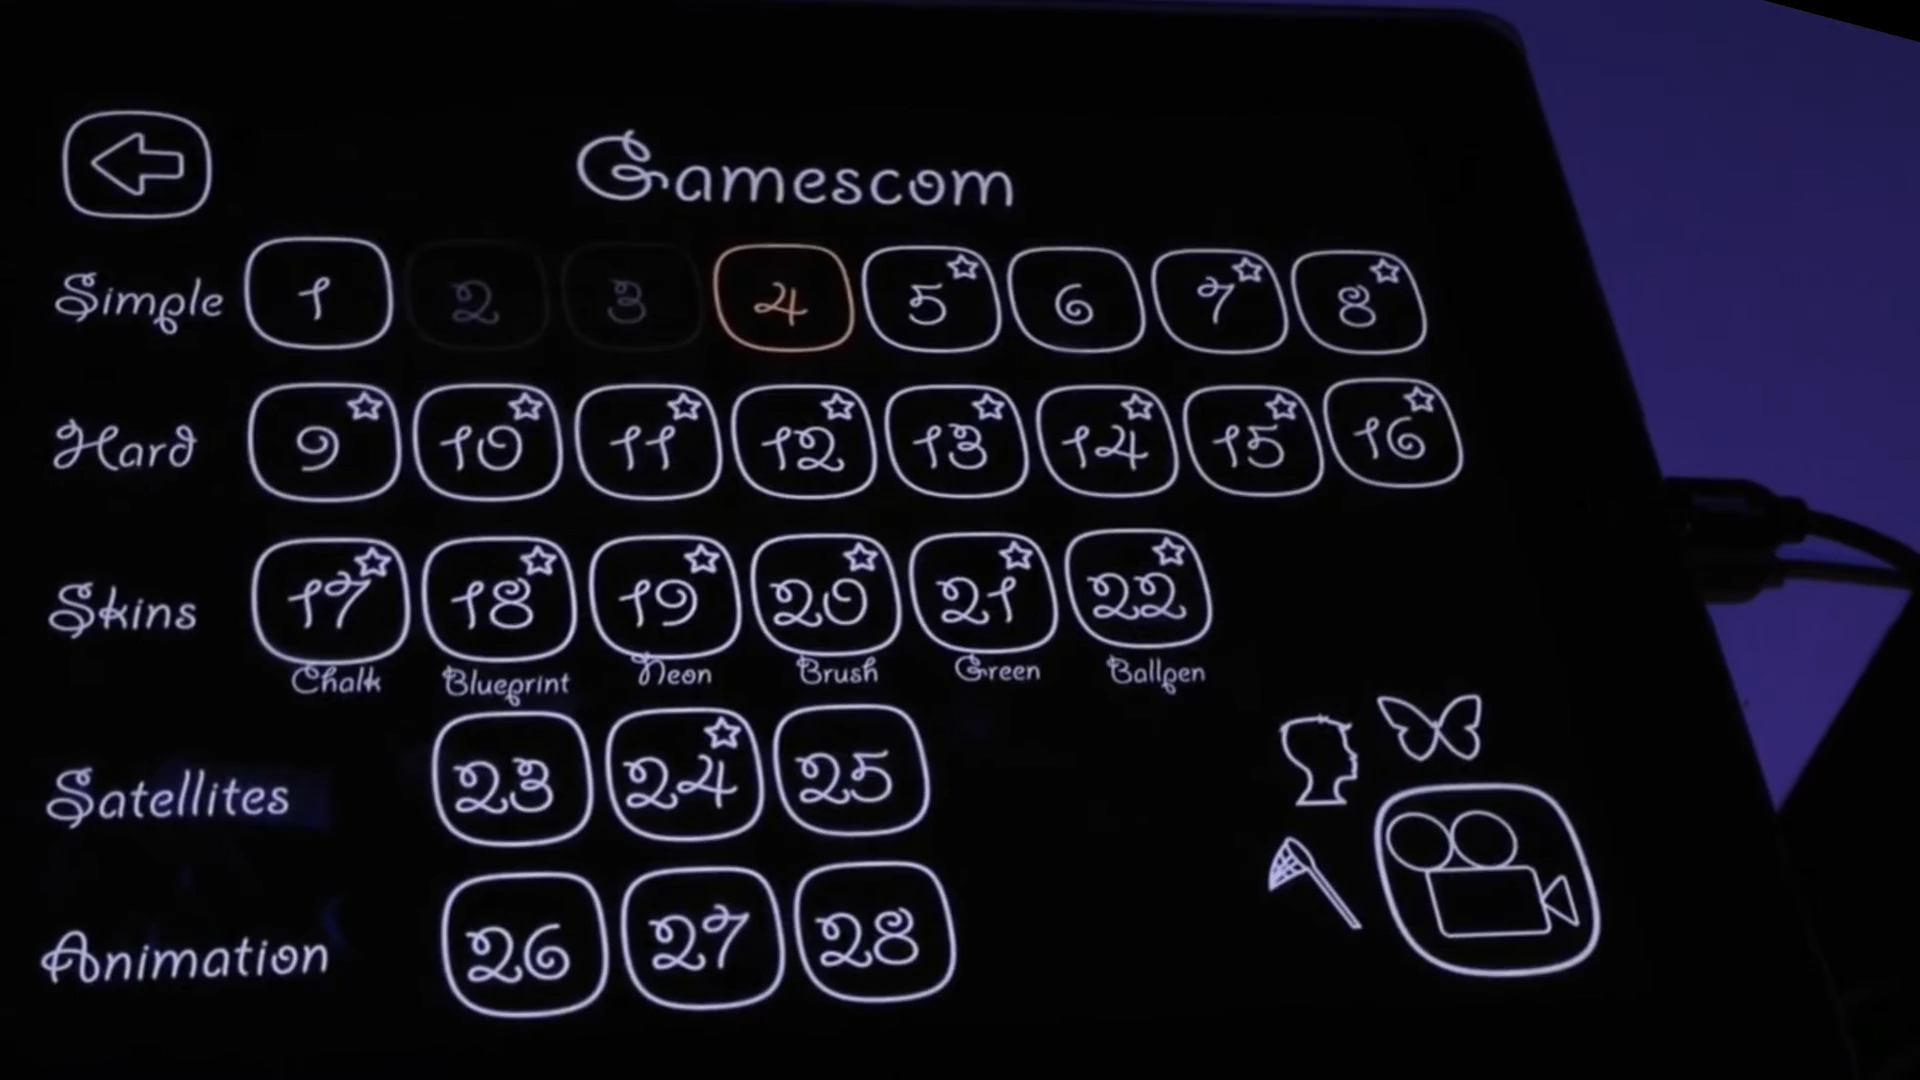 Gamescom
Simple 1 2 3 4 5 6 7 8
Hard 9 10 11 12 13 14 15 16
Skins 17 18 19 20 21 22
Chalk Blueprint Neon Brush Green Ballpen
Satellites 23 24 25
Animation 26 27 28